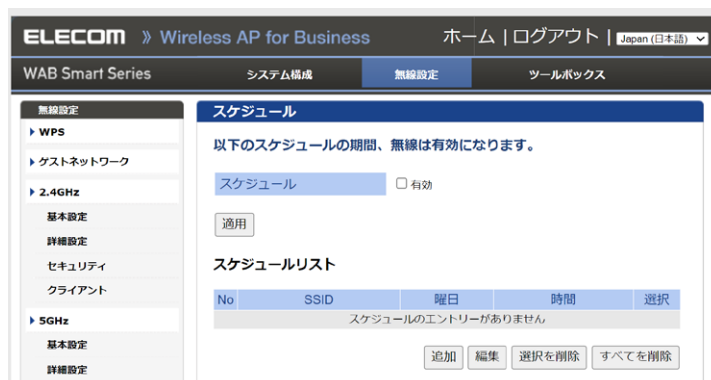 ELECOM » Wireless AP for Business ホーム | ログアウト | Japan (日本語)
WAB Smart Series システム構成 無線設定 ツールボックス
無線設定
WPS
ゲストネットワーク
2.4GHz
基本設定
詳細設定
セキュリティ
クライアント
5GHz
基本設定
詳細設定
スケジュール
以下のスケジュールの期間、無線は有効になります。
スケジュール 有効
適用
スケジュールリスト
No SSID 曜日 時間 選択
スケジュールのエントリーがありません
追加 編集 選択を削除 すべてを削除